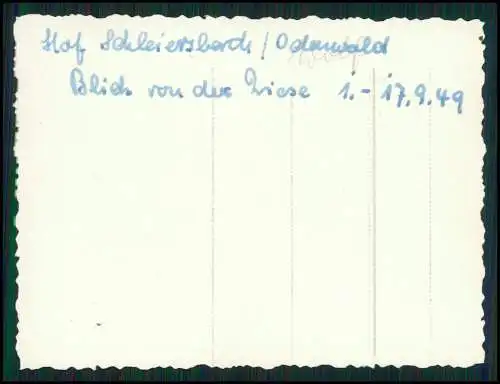 Hof Schleiersbach / Odenwald
Blick von der Wiese 1. - 17.9.49